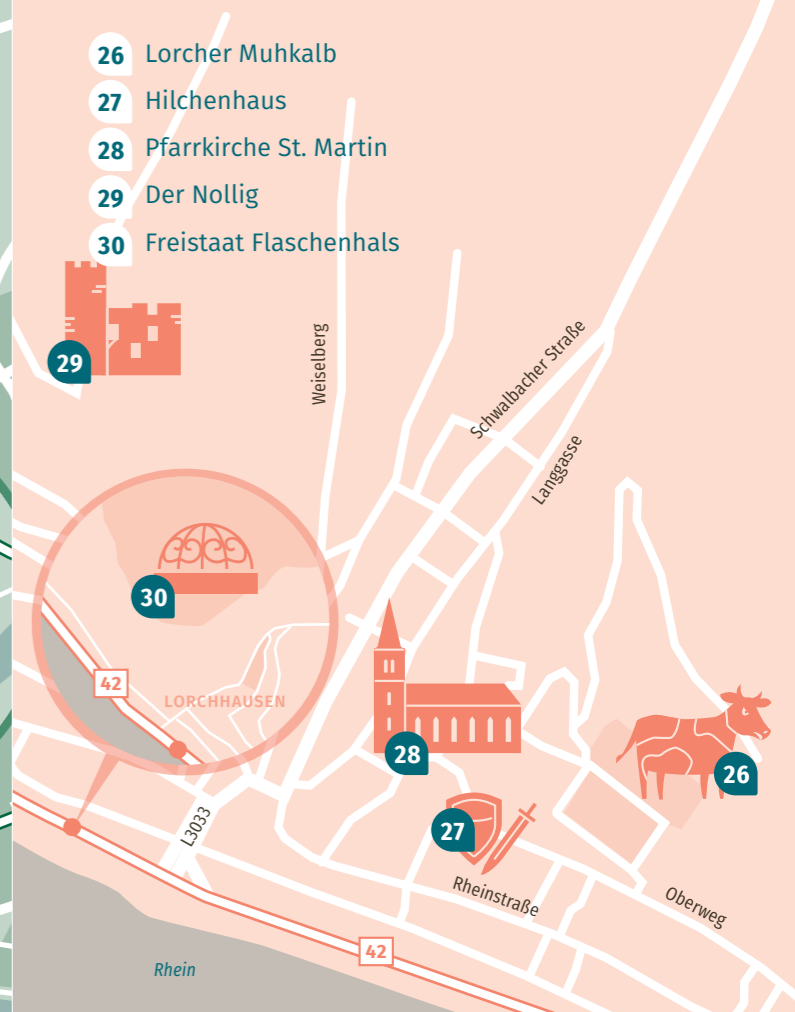 26 Lorcher Muhkalb
27 Hilchenhaus
28 Pfarrkirche St. Martin
29 Der Nollig
30 Freistaat Flaschenhals
29
Weiselberg
Schwalbacher Straße
Langgasse
30
42
LORCHHAUSEN
28
26
27
L3033
Rheinstraße
Oberweg
42
Rhein